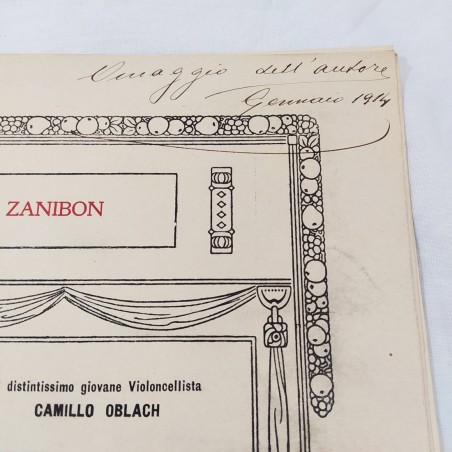 Omaggio dell'autore
Gennaio 1914
ZANIBON
distintissimo giovane Violoncellista
CAMILLO OBLACH